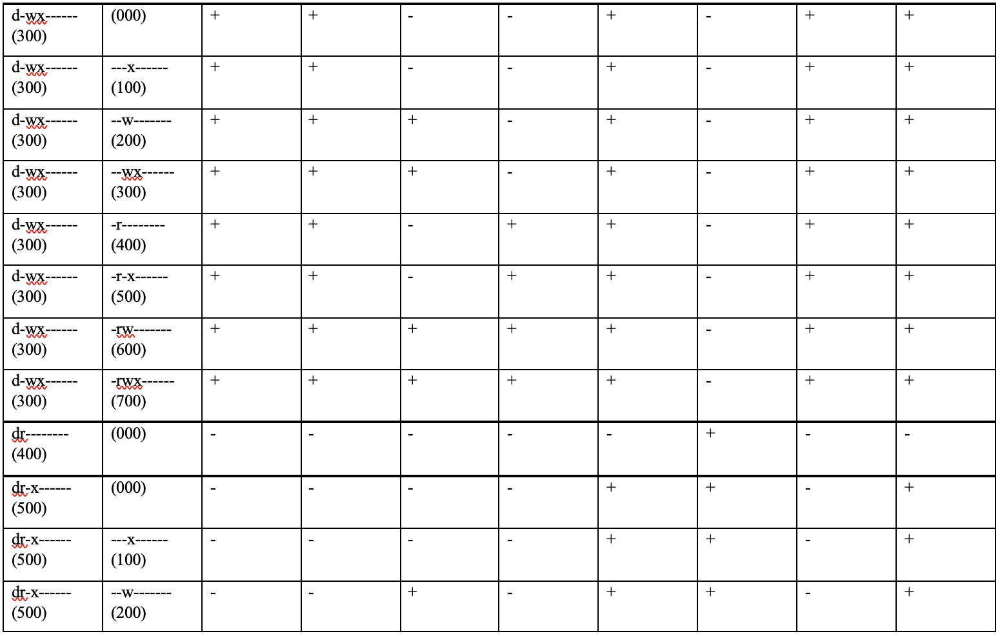 d-wx------ (000) + + - - + - + +
(300)
d-wx------ ---x------ + + - - + - + +
(300) (100)
d-wx------ --w------- + + + - + - + +
(300) (200)
d-wx------ --wx------ + + + - + - + +
(300) (300)
d-wx------ -r-------- + + - + + - + +
(300) (400)
d-wx------ -r-x------ + + - + + - + +
(300) (500)
d-wx------ -rw------- + + + + + - + +
(300) (600)
d-wx------ -rwx------ + + + + + - + +
(300) (700)
dr-------- (000) - - - - - + - -
(400)
dr-x------ (000) - - - - + + - +
(500)
dr-x------ ---x------ - - - - + + - +
(500) (100)
dr-x------ --w------- - - + - + + - +
(500) (200)